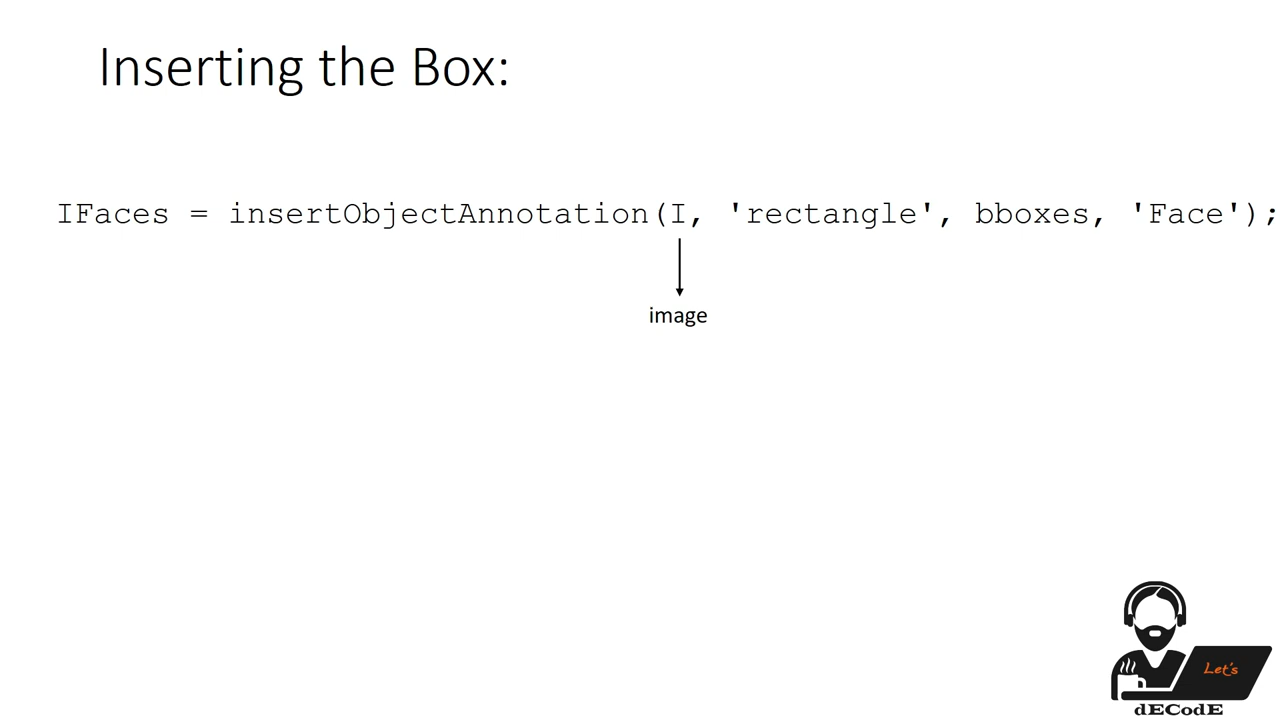 Inserting the Box:
IFaces = insertObjectAnnotation(I, 'rectangle', bboxes, 'Face');
image
Let's
dECodE